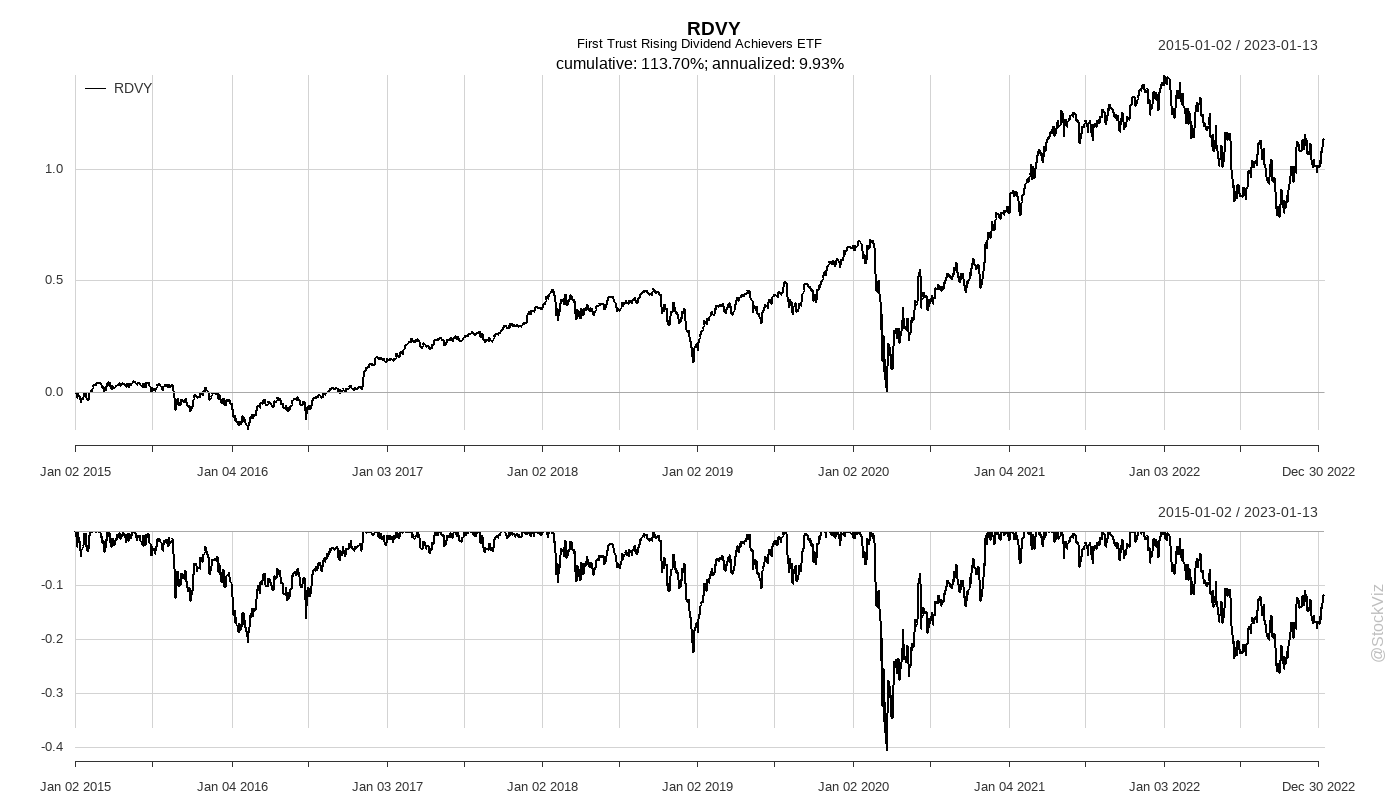 RDVY
First Trust Rising Dividend Achievers ETF
cumulative: 113.70%; annualized: 9.93%
2015-01-02 / 2023-01-13
RDVY
1.0
0.5
0.0
Jan 02 2015 Jan 04 2016 Jan 03 2017 Jan 02 2018 Jan 02 2019 Jan 02 2020 Jan 04 2021 Jan 03 2022 Dec 30 2022
2015-01-02 / 2023-01-13
-0.1
-0.2
-0.3
-0.4
Jan 02 2015 Jan 04 2016 Jan 03 2017 Jan 02 2018 Jan 02 2019 Jan 02 2020 Jan 04 2021 Jan 03 2022 Dec 30 2022
@StockViz